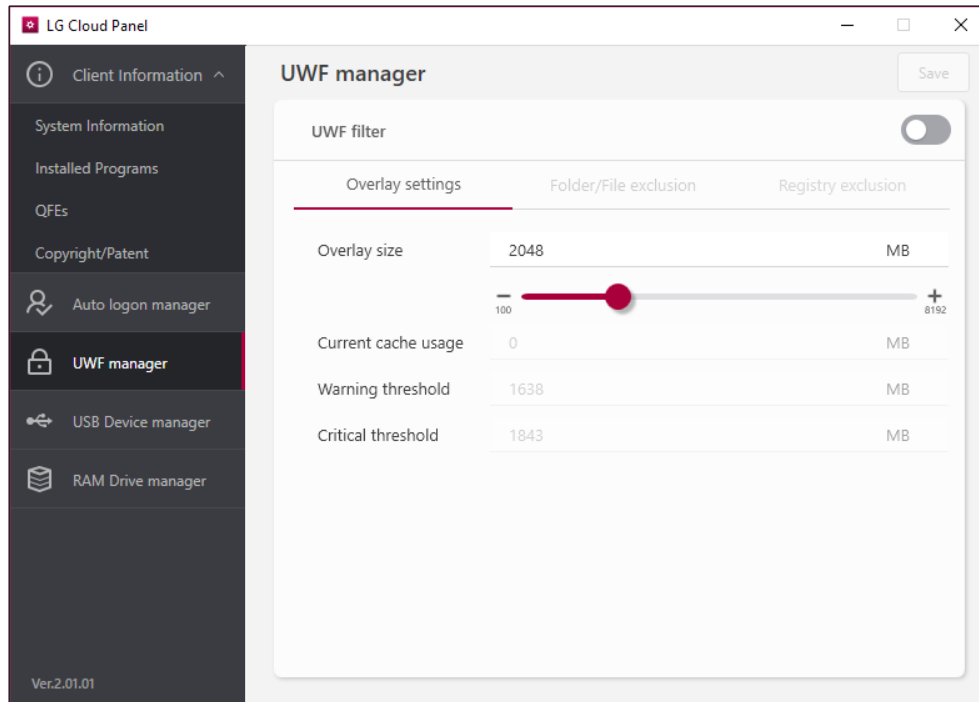 LG Cloud Panel
Client Information
System Information
Installed Programs
QFEs
Copyright/Patent
Auto logon manager
UWF manager
USB Device manager
RAM Drive manager
Ver.2.01.01
UWF manager
Save
UWF filter
Overlay settings Folder/File exclusion Registry exclusion
Overlay size 2048 MB
100 8192
Current cache usage 0 MB
Warning threshold 1638 MB
Critical threshold 1843 MB